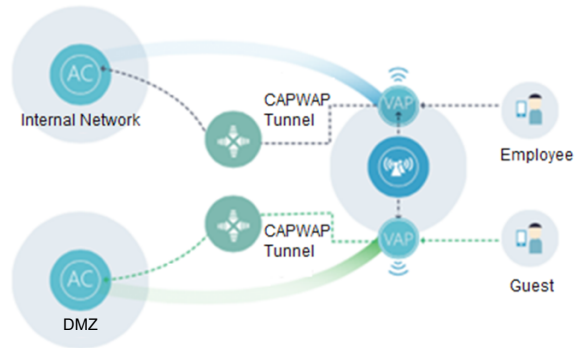 AC
Internal Network
CAPWAP
Tunnel
VAP
Employee
CAPWAP
Tunnel
VAP
Guest
AC
DMZ